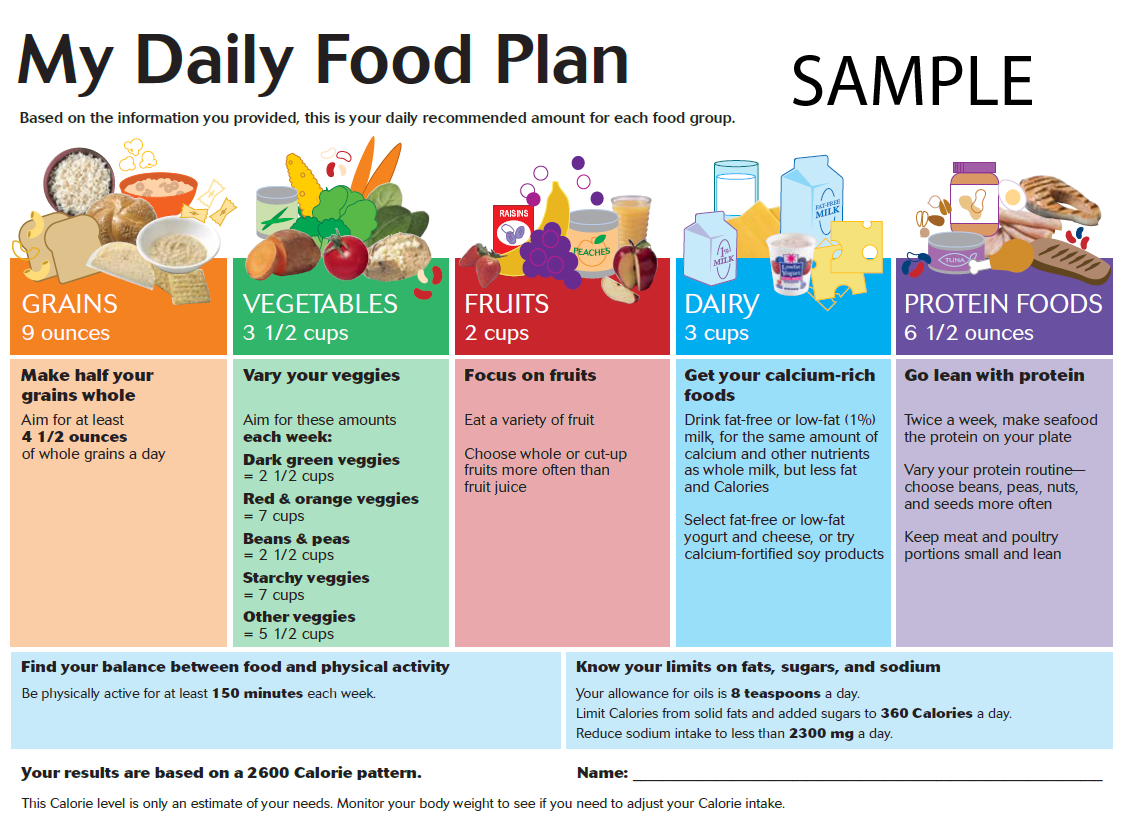 My Daily Food Plan
SAMPLE
Based on the information you provided, this is your daily recommended amount for each food group.
RAISINS
PEACHES
1%
MILK
FAT-FREE
MILK
Lowfat
Yogurt
TUNA
GRAINS
9 ounces
VEGETABLES
3 1/2 cups
FRUITS
2 cups
DAIRY
3 cups
PROTEIN FOODS
6 1/2 ounces
Make half your
grains whole
Aim for at least
4 1/2 ounces
of whole grains a day
Vary your veggies
Aim for these amounts
each week:
Dark green veggies
= 2 1/2 cups
Red & orange veggies
= 7 cups
Beans & peas
= 2 1/2 cups
Starchy veggies
= 7 cups
Other veggies
= 5 1/2 cups
Focus on fruits
Eat a variety of fruit
Choose whole or cut-up
fruits more often than
fruit juice
Get your calcium-rich
foods
Drink fat-free or low-fat (1%)
milk, for the same amount of
calcium and other nutrients
as whole milk, but less fat
and Calories
Select fat-free or low-fat
yogurt and cheese, or try
calcium-fortified soy products
Go lean with protein
Twice a week, make seafood
the protein on your plate
Vary your protein routine—
choose beans, peas, nuts,
and seeds more often
Keep meat and poultry
portions small and lean
Find your balance between food and physical activity
Be physically active for at least 150 minutes each week.
Know your limits on fats, sugars, and sodium
Your allowance for oils is 8 teaspoons a day.
Limit Calories from solid fats and added sugars to 360 Calories a day.
Reduce sodium intake to less than 2300 mg a day.
Your results are based on a 2600 Calorie pattern.
Name:
This Calorie level is only an estimate of your needs. Monitor your body weight to see if you need to adjust your Calorie intake.